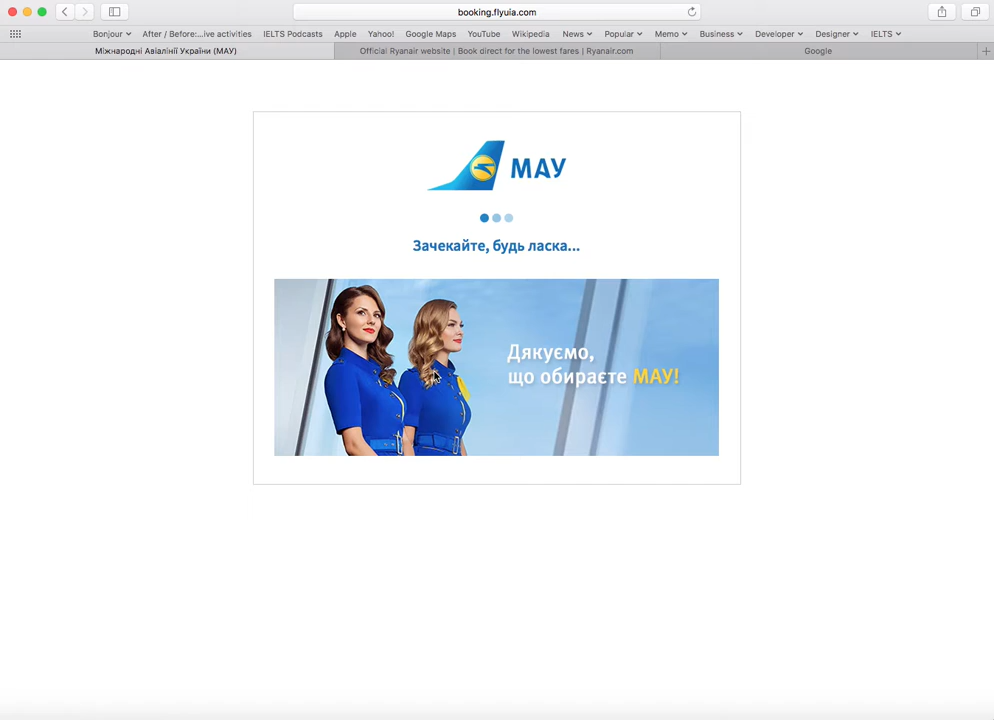 booking.flyuia.com
Bonjour After / Before:...ive activities IELTS Podcasts Apple Yahoo! Google Maps YouTube Wikipedia News Popular Memo Business Developer Designer IELTS
Міжнародні Авіалінії України (МАУ) Official Ryanair website | Book direct for the lowest fares | Ryanair.com Google
МАУ
Зачекайте, будь ласка...
Дякуємо,
що обираєте МАУ!